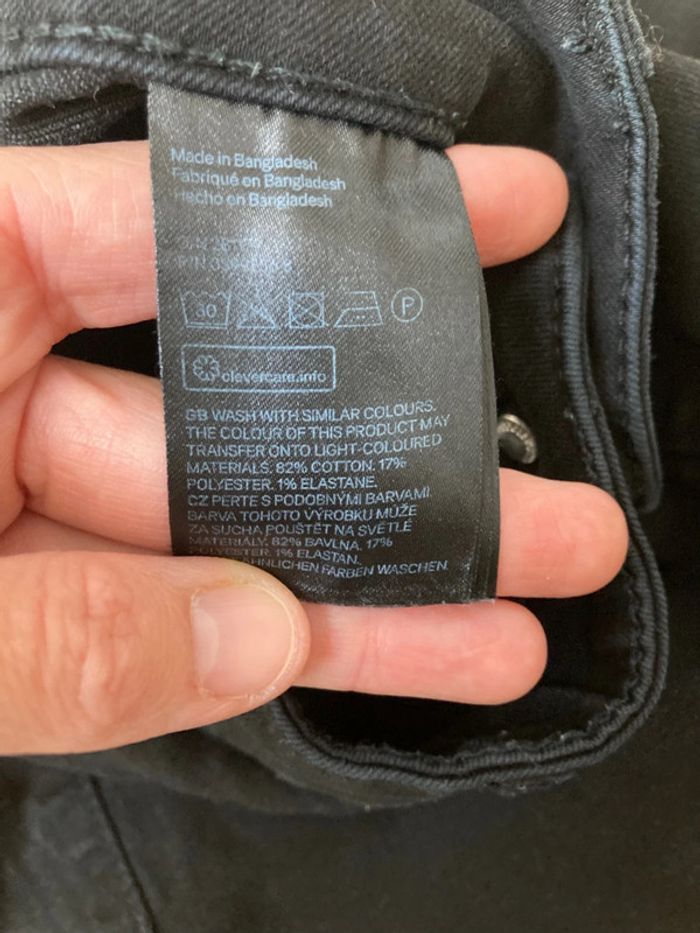 Made in Bangladesh
Fabriqué en Bangladesh
Hecho en Bangladesh
30 P
clevercare.info
GB WASH WITH SIMILAR COLOURS.
THE COLOUR OF THIS PRODUCT MAY
TRANSFER ONTO LIGHT-COLOURED
MATERIALS. 82% COTTON. 17%
POLYESTER. 1% ELASTANE.
CZ PERTE S PODOBNÝMI BARVAMI.
BARVA TOHOTO VÝROBKU MŮŽE
ZA SUCHA POUŠTĚT NA SVĚTLÉ
MATERIÁLY. 82% BAVLNA. 17%
POLYESTER. 1% ELASTAN.
ÄHNLICHEN FARBEN WASCHEN.